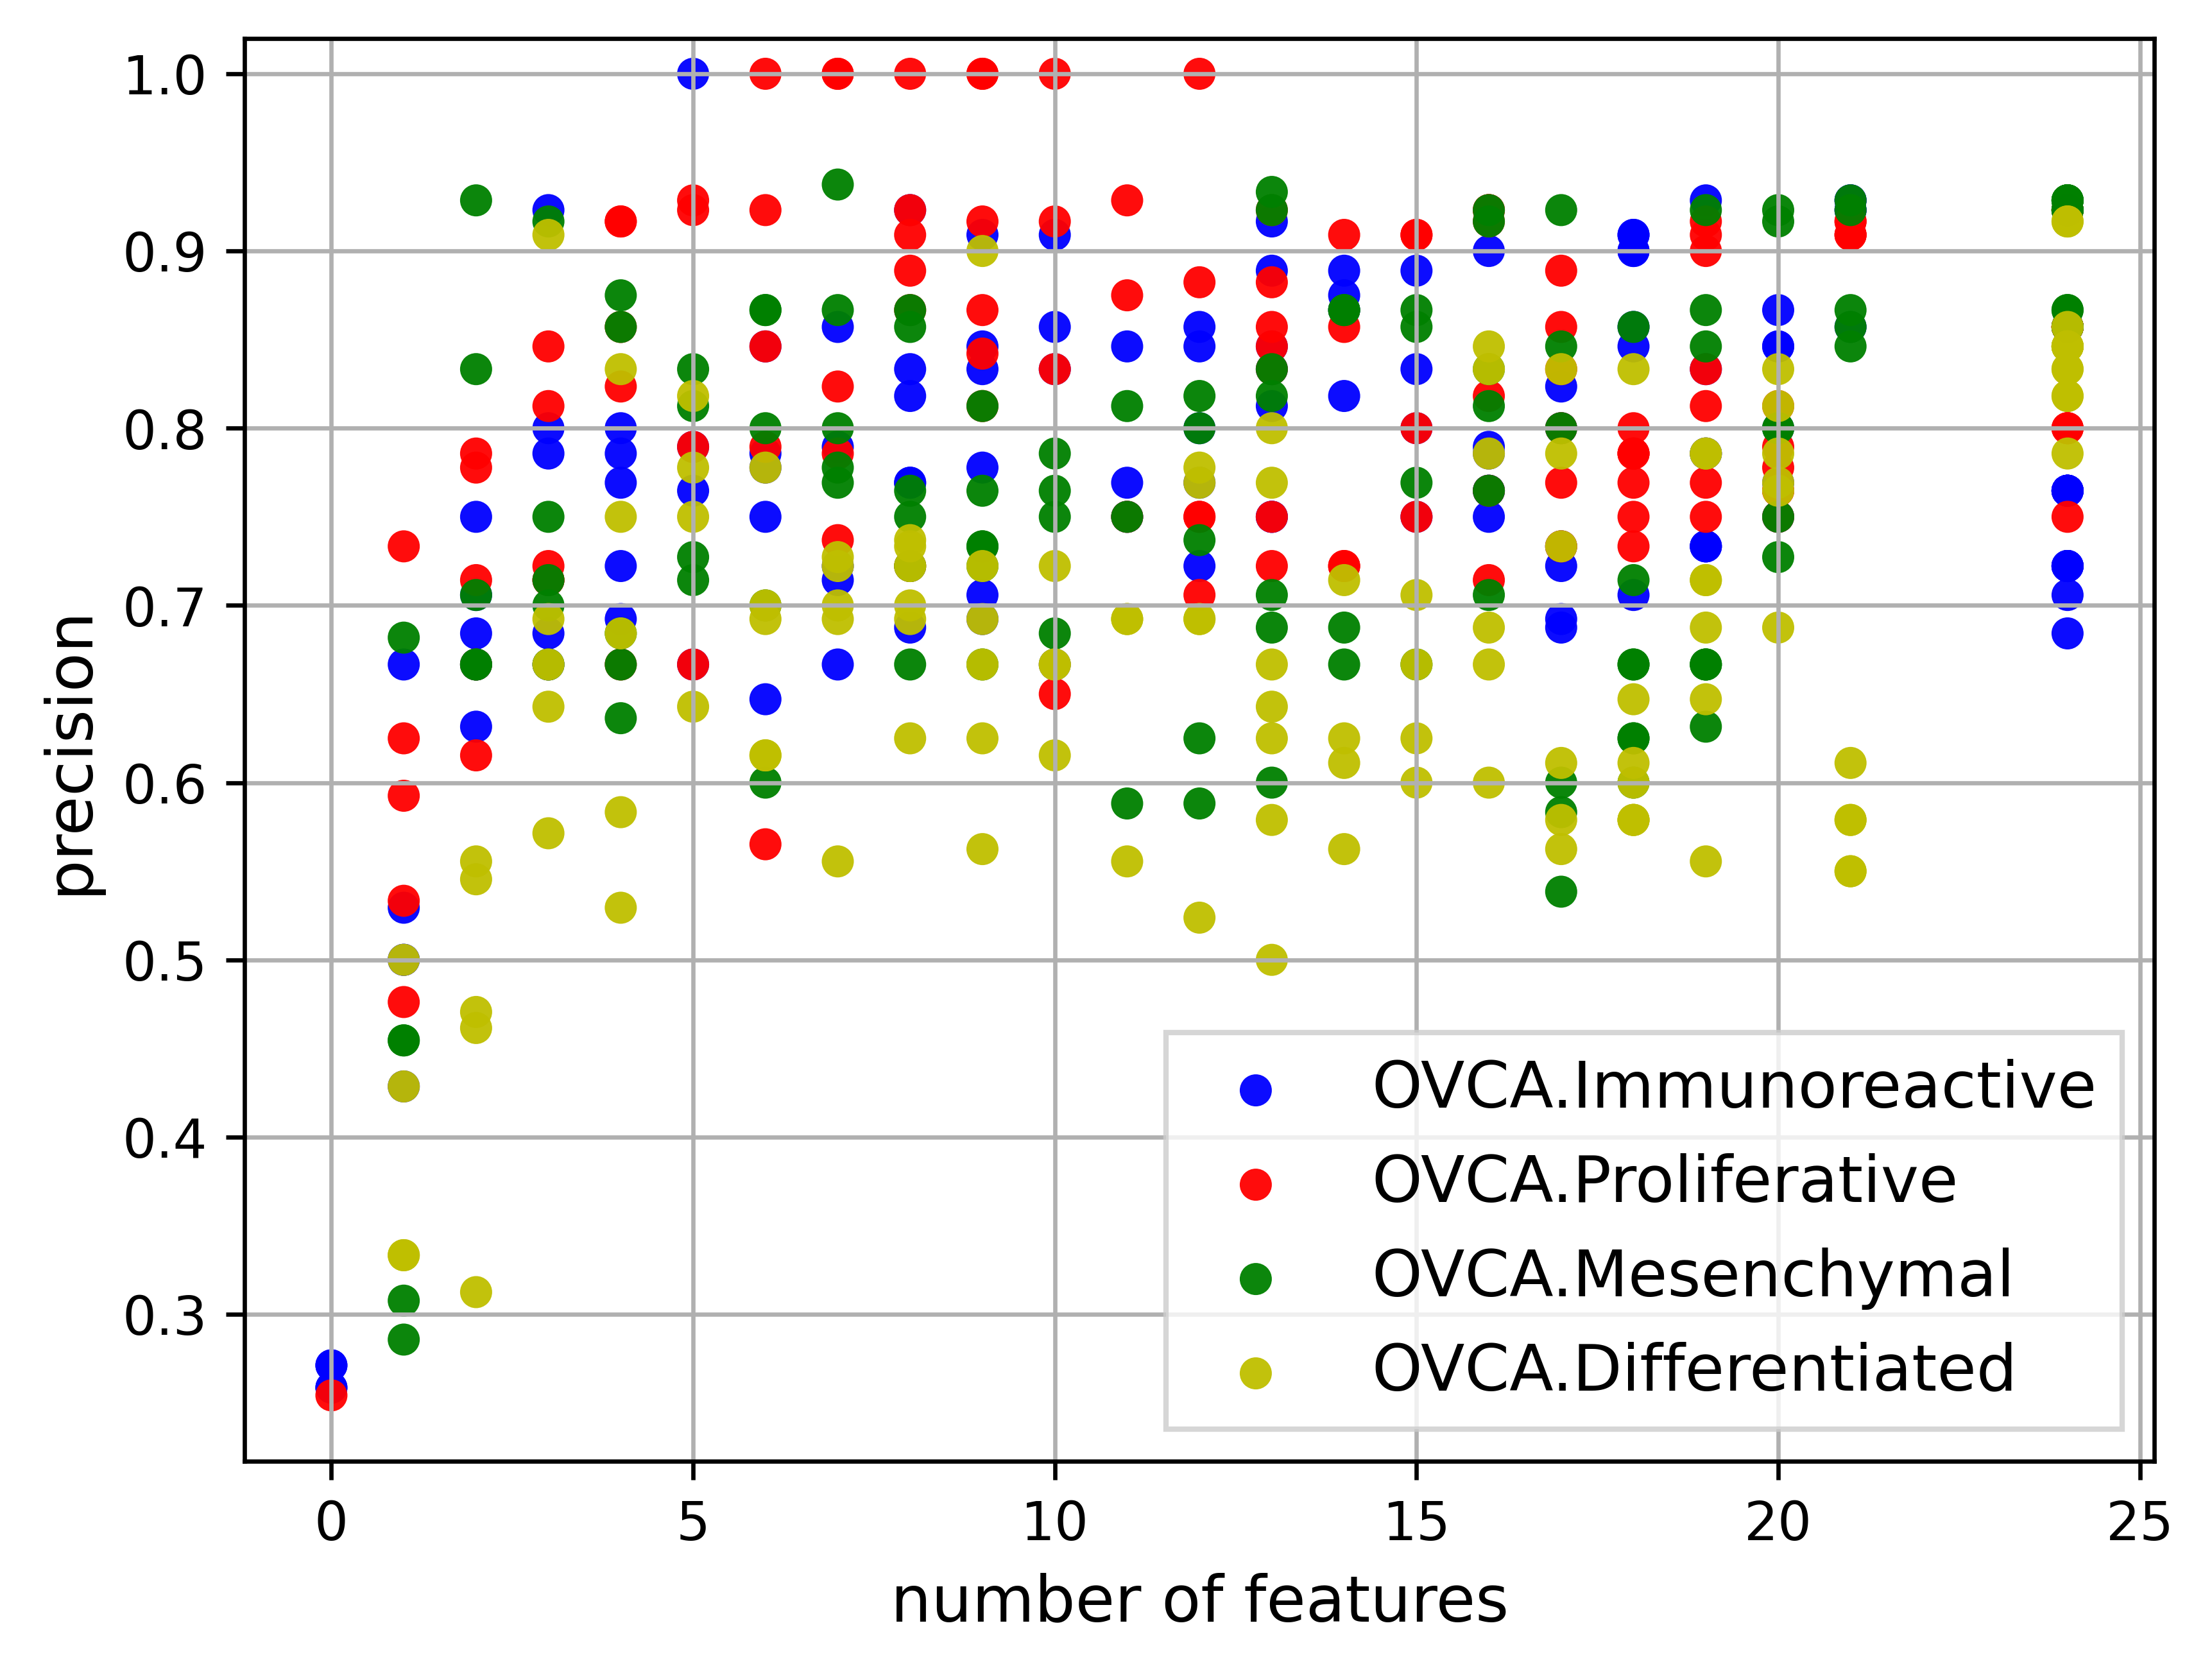 1.0
0.9
0.8
0.7
0.6
0.5
0.4
0.3
precision
OVCA.Immunoreactive
OVCA.Proliferative
OVCA.Mesenchymal
OVCA.Differentiated
0 5 10 15 20 25
number of features